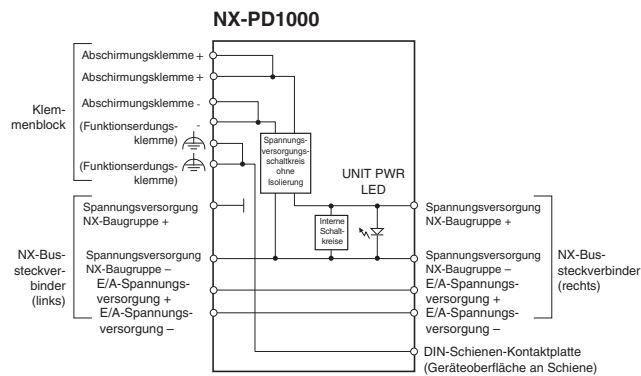 NX-PD1000
Abschirmungsklemme +
Abschirmungsklemme +
Abschirmungsklemme -
-
(Funktionserdungs-
klemme)
(Funktionserdungs-
klemme)
Klem-
menblock
Spannungs-
versorgungs-
schaltkreis
ohne
Isolierung
UNIT PWR
LED
Interne
Schalt-
kreise
Spannungsversorgung
NX-Baugruppe +
Spannungsversorgung
NX-Baugruppe –
E/A-Spannungs-
versorgung +
E/A-Spannungs-
versorgung –
NX-Bus-
steckver-
binder
(links)
Spannungsversorgung
NX-Baugruppe +
Spannungsversorgung
NX-Baugruppe –
E/A-Spannungs-
versorgung +
E/A-Spannungs-
versorgung –
NX-Bus-
steckverbinder
(rechts)
DIN-Schienen-Kontaktplatte
(Geräteoberfläche an Schiene)